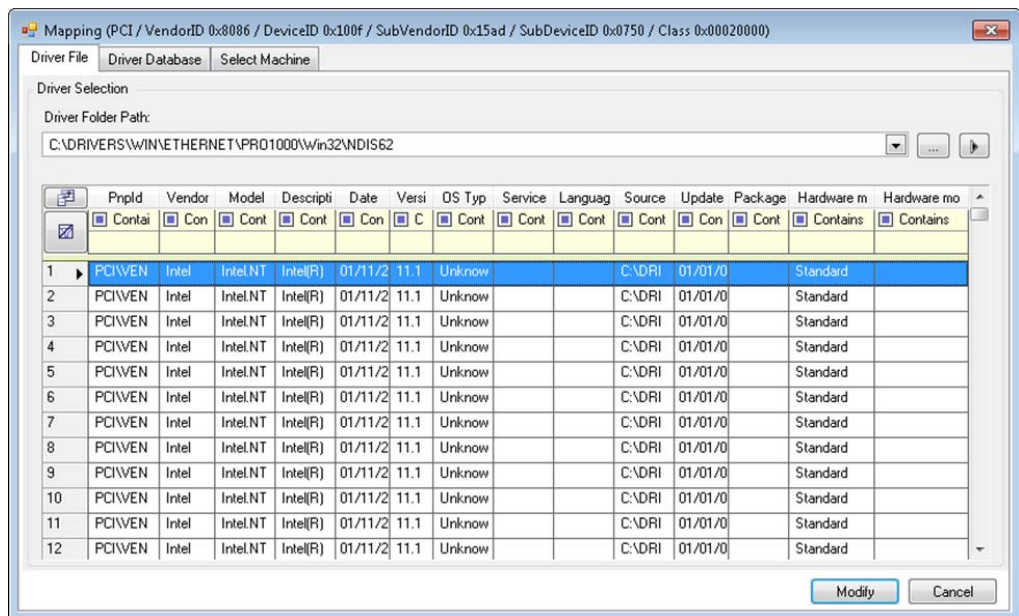 Mapping (PCI / VendorID 0x8086 / DeviceID 0x100f / SubVendorID 0x15ad / SubDeviceID 0x0750 / Class 0x00020000)
Driver File Driver Database Select Machine
Driver Selection
Driver Folder Path:
C:\DRIVERS\WIN\ETHERNET\PRO1000\Win32\NDIS62 ...
PnpId Vendor Model Descripti Date Versi OS Typ Service Languag Source Update Package Hardware m Hardware mo
Contai Con Cont Cont Con C Cont Cont Cont Cont Con Cont Contains Contains
1 PCI\VEN Intel Intel.NT Intel(R) 01/11/2 11.1 Unknow C:\DRI 01/01/0 Standard
2 PCI\VEN Intel Intel.NT Intel(R) 01/11/2 11.1 Unknow C:\DRI 01/01/0 Standard
3 PCI\VEN Intel Intel.NT Intel(R) 01/11/2 11.1 Unknow C:\DRI 01/01/0 Standard
4 PCI\VEN Intel Intel.NT Intel(R) 01/11/2 11.1 Unknow C:\DRI 01/01/0 Standard
5 PCI\VEN Intel Intel.NT Intel(R) 01/11/2 11.1 Unknow C:\DRI 01/01/0 Standard
6 PCI\VEN Intel Intel.NT Intel(R) 01/11/2 11.1 Unknow C:\DRI 01/01/0 Standard
7 PCI\VEN Intel Intel.NT Intel(R) 01/11/2 11.1 Unknow C:\DRI 01/01/0 Standard
8 PCI\VEN Intel Intel.NT Intel(R) 01/11/2 11.1 Unknow C:\DRI 01/01/0 Standard
9 PCI\VEN Intel Intel.NT Intel(R) 01/11/2 11.1 Unknow C:\DRI 01/01/0 Standard
10 PCI\VEN Intel Intel.NT Intel(R) 01/11/2 11.1 Unknow C:\DRI 01/01/0 Standard
11 PCI\VEN Intel Intel.NT Intel(R) 01/11/2 11.1 Unknow C:\DRI 01/01/0 Standard
12 PCI\VEN Intel Intel.NT Intel(R) 01/11/2 11.1 Unknow C:\DRI 01/01/0 Standard
Modify Cancel